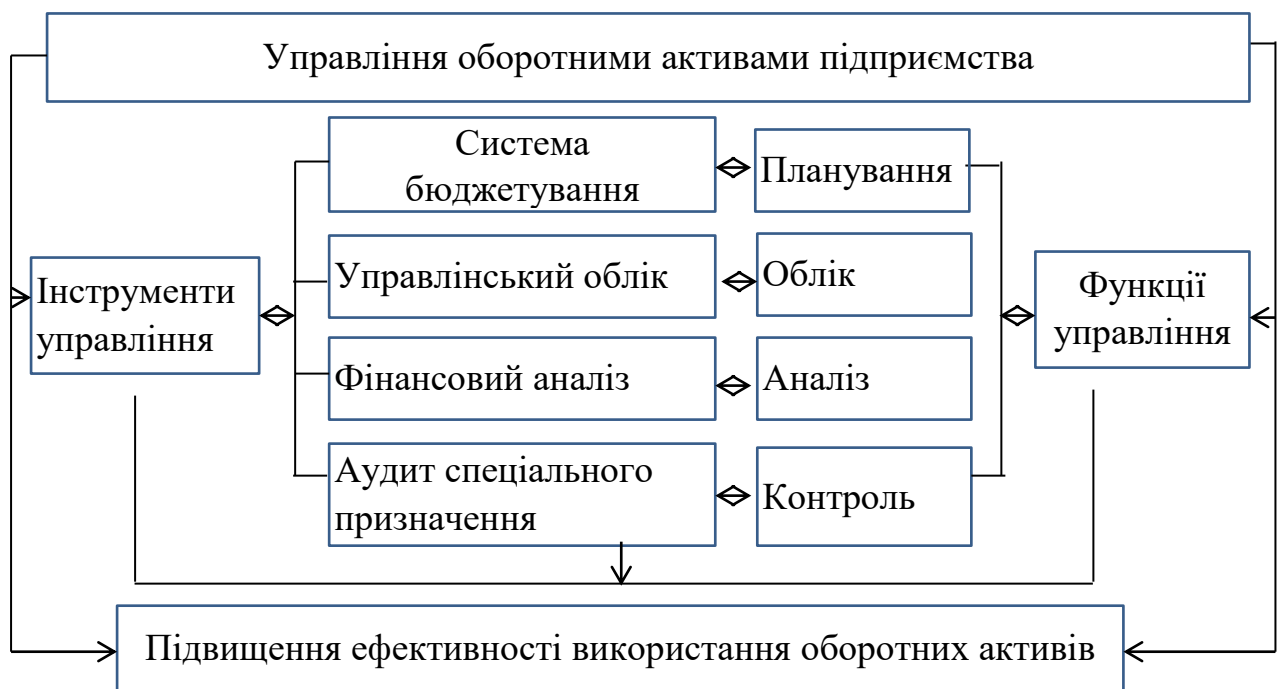 Управління оборотними активами підприємства
Система
бюджетування
Планування
Управлінський облік
Облік
Інструменти
управління
Функції
управління
Фінансовий аналіз
Аналіз
Аудит спеціального
призначення
Контроль
Підвищення ефективності використання оборотних активів